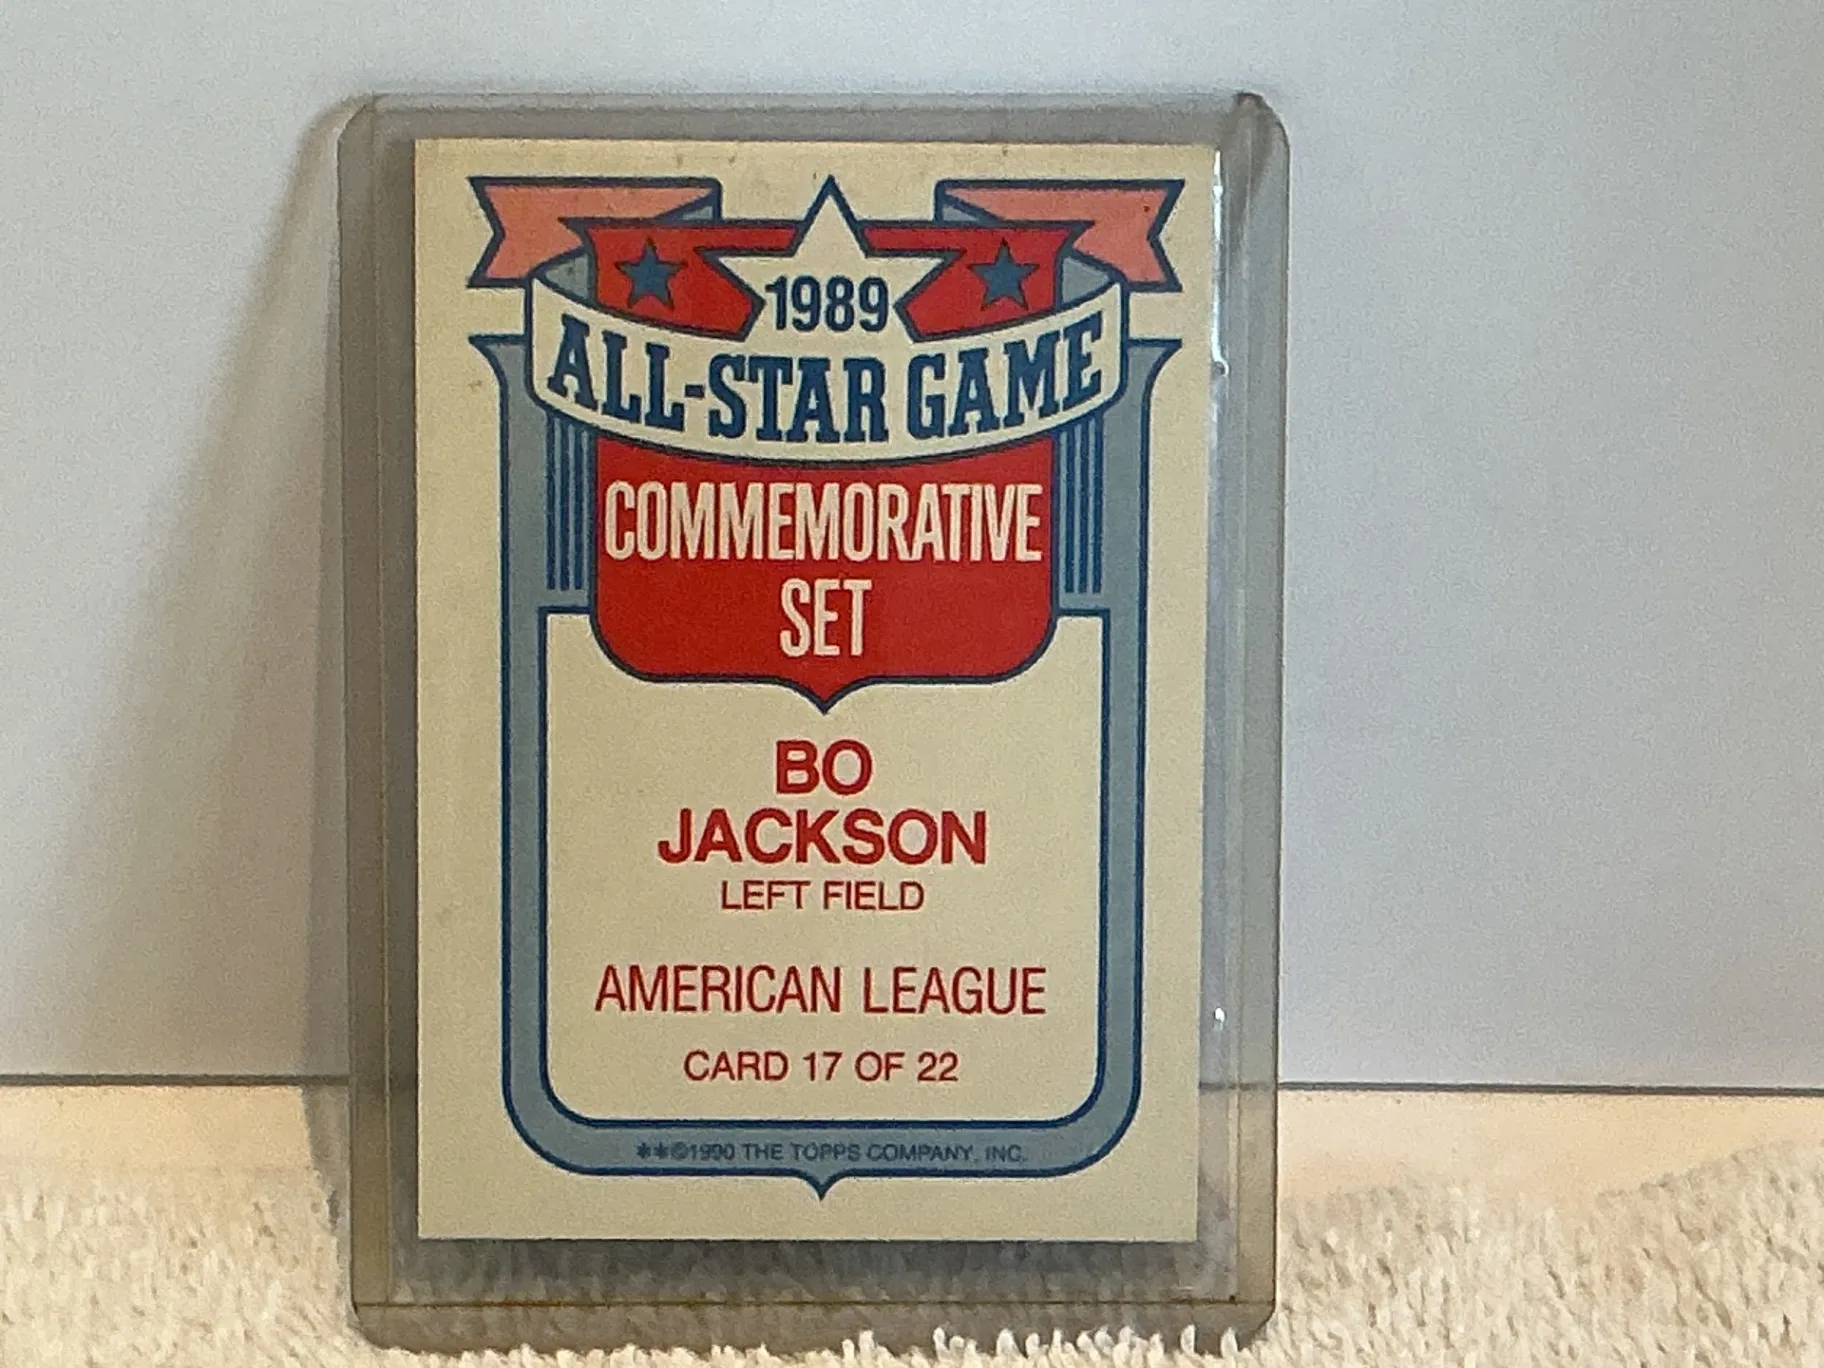 1989
ALL-STAR GAME
COMMEMORATIVE
SET
BO
JACKSON
LEFT FIELD
AMERICAN LEAGUE
CARD 17 OF 22
**©1990 THE TOPPS COMPANY, INC.